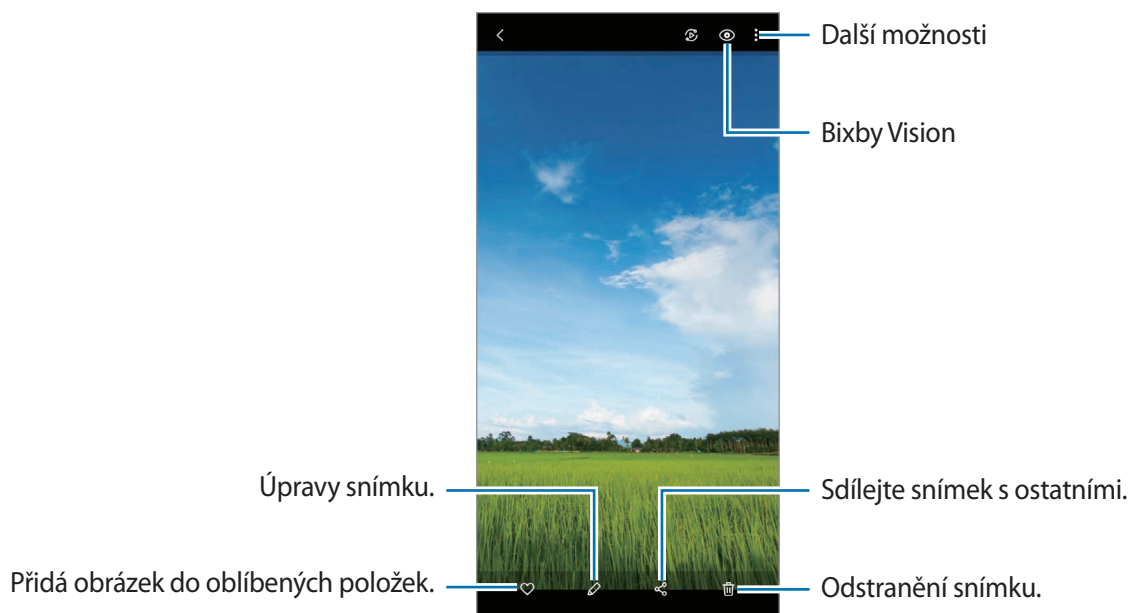 Další možnosti
Bixby Vision
Úpravy snímku.
Sdílejte snímek s ostatními.
Přidá obrázek do oblíbených položek.
Odstranění snímku.